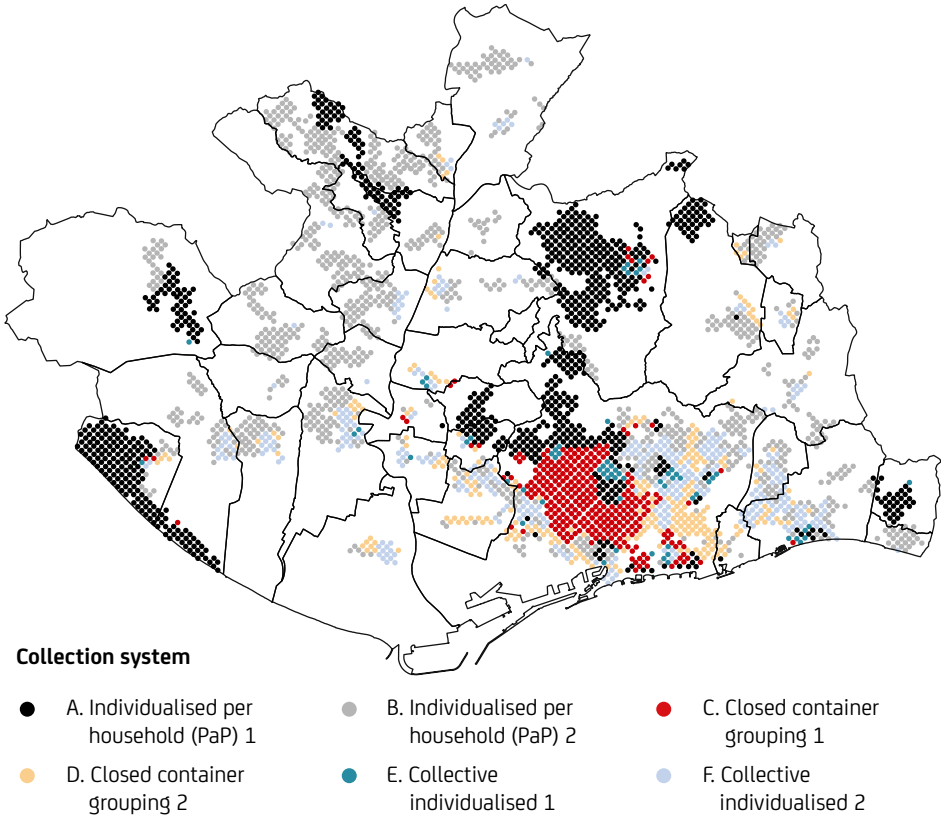 Collection system
A. Individualised per
household (PaP) 1
B. Individualised per
household (PaP) 2
C. Closed container
grouping 1
D. Closed container
grouping 2
E. Collective
individualised 1
F. Collective
individualised 2